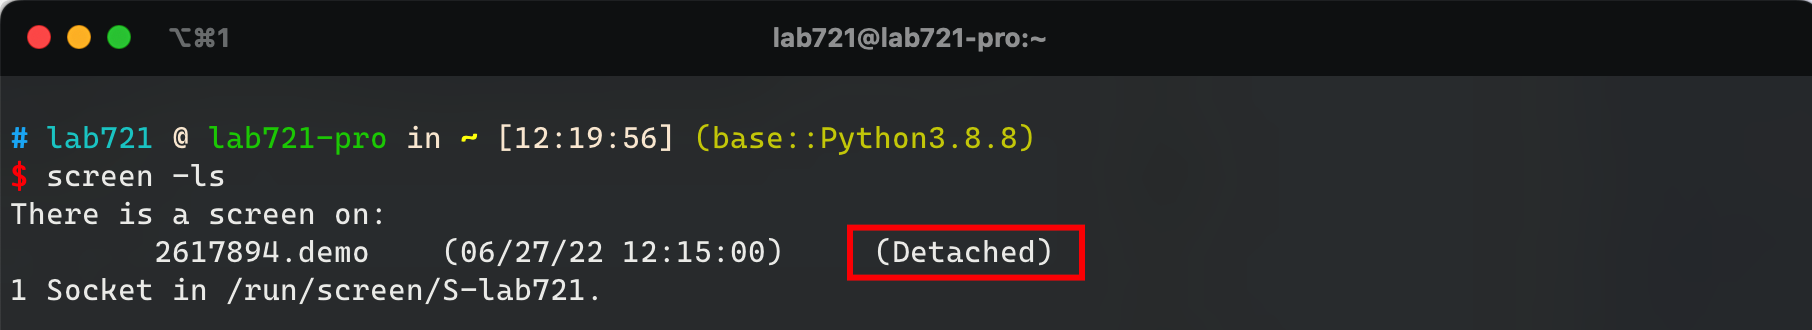 ⌥⌘1 lab721@lab721-pro:~
# lab721 @ lab721-pro in ~ [12:19:56] (base::Python3.8.8)
$ screen -ls
There is a screen on:
2617894.demo (06/27/22 12:15:00) (Detached)
1 Socket in /run/screen/S-lab721.